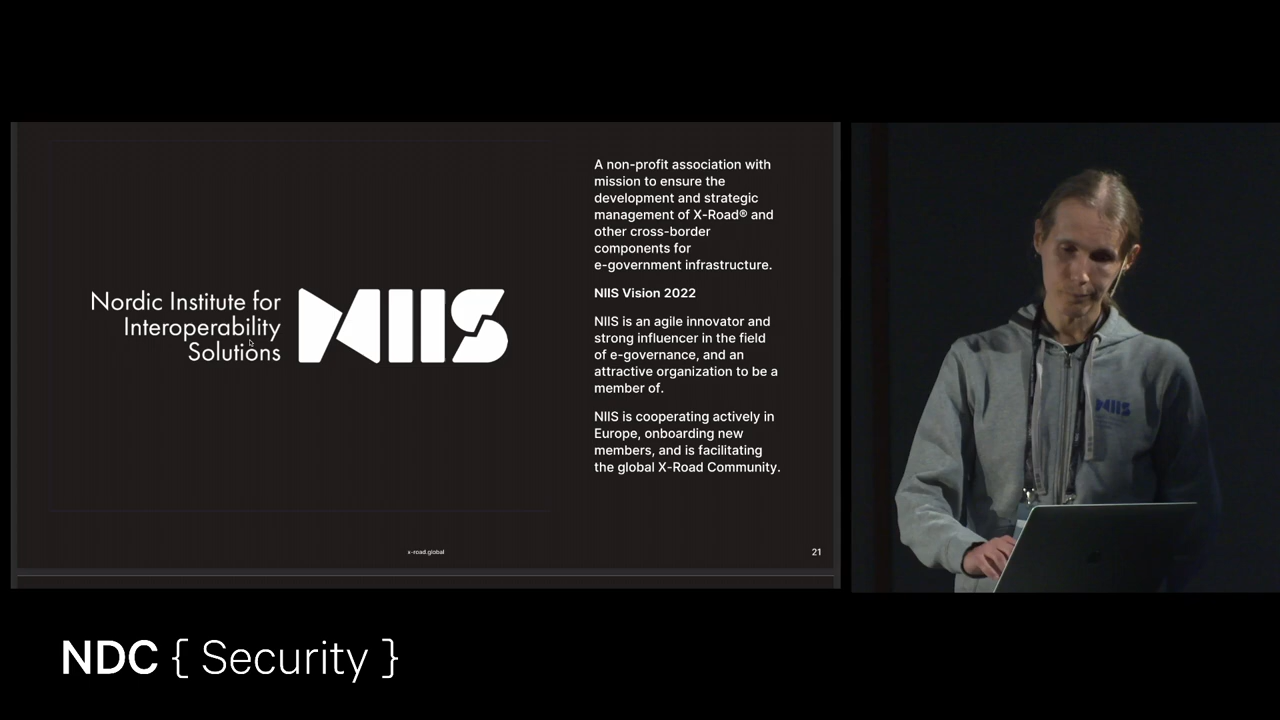 Nordic Institute for
Interoperability
Solutions
NIIS
A non-profit association with
mission to ensure the
development and strategic
management of X-Road® and
other cross-border
components for
e-government infrastructure.
NIIS Vision 2022
NIIS is an agile innovator and
strong influencer in the field
of e-governance, and an
attractive organization to be a
member of.
NIIS is cooperating actively in
Europe, onboarding new
members, and is facilitating
the global X-Road Community.
x-road.global
21
NIIS
NDC { Security }